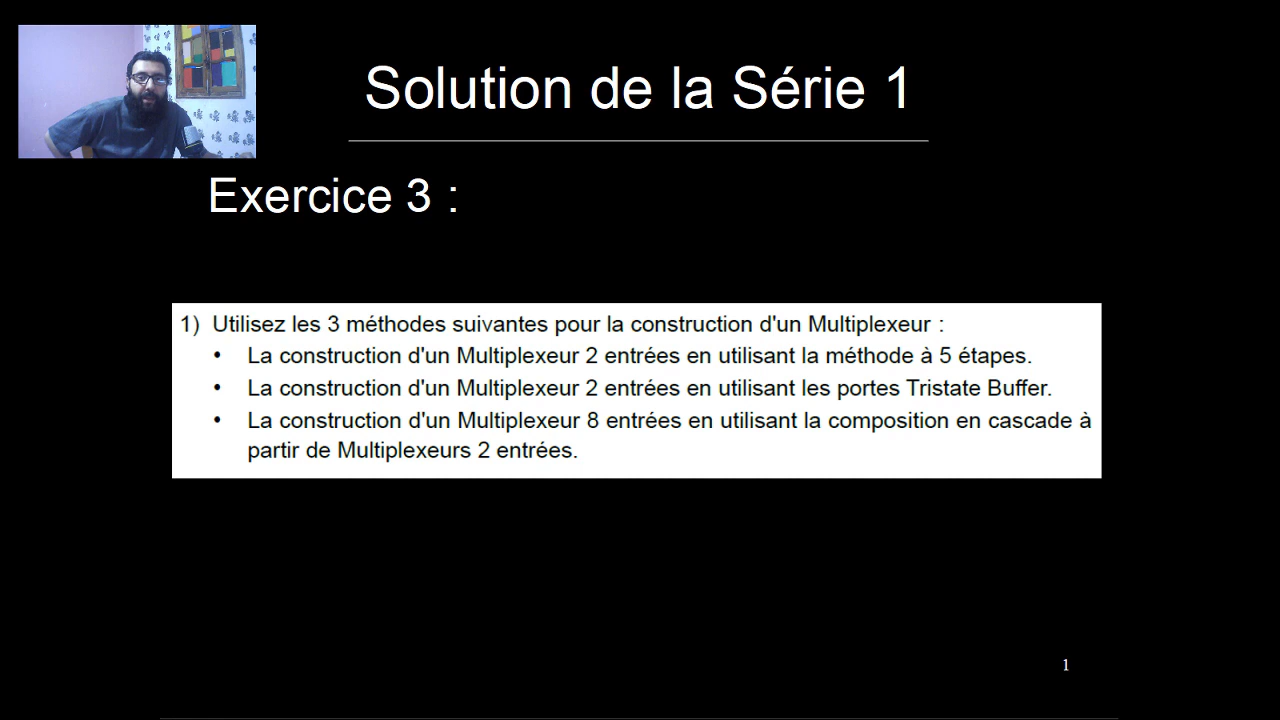 Solution de la Série 1
Exercice 3 :
1) Utilisez les 3 méthodes suivantes pour la construction d'un Multiplexeur :
• La construction d'un Multiplexeur 2 entrées en utilisant la méthode à 5 étapes.
• La construction d'un Multiplexeur 2 entrées en utilisant les portes Tristate Buffer.
• La construction d'un Multiplexeur 8 entrées en utilisant la composition en cascade à
partir de Multiplexeurs 2 entrées.
1